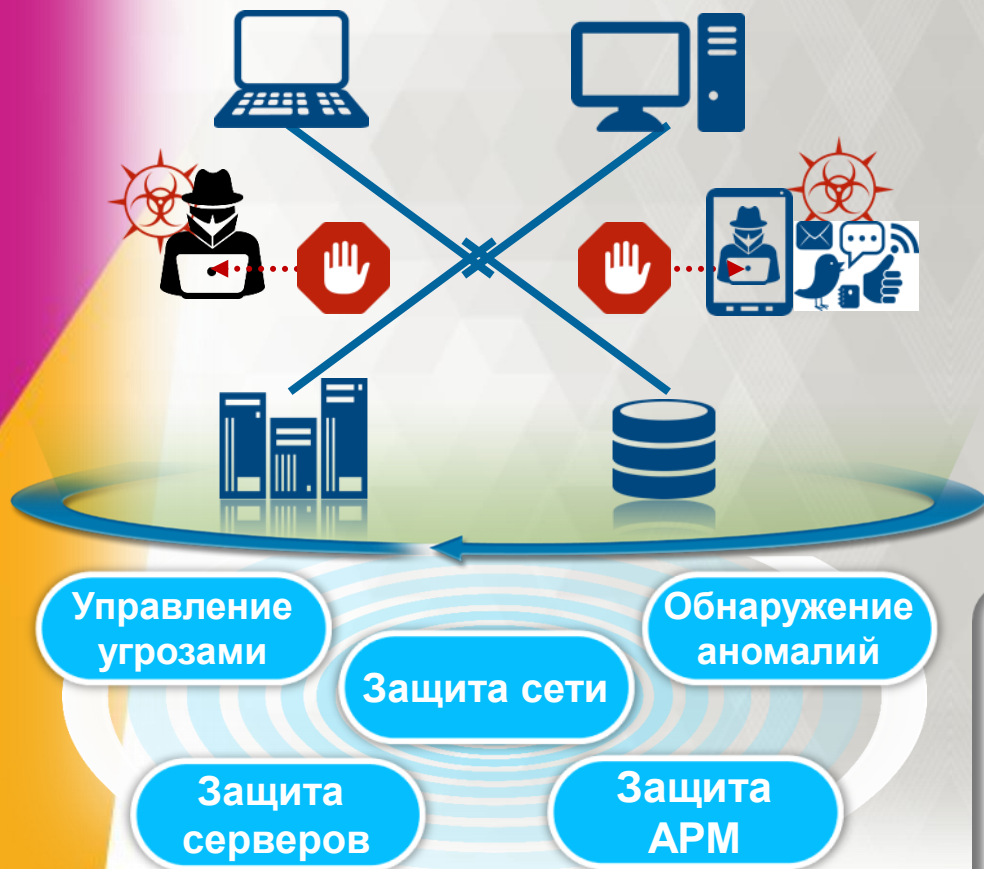 Управление
угрозами
Обнаружение
аномалий
Защита сети
Защита
серверов
Защита
АРМ